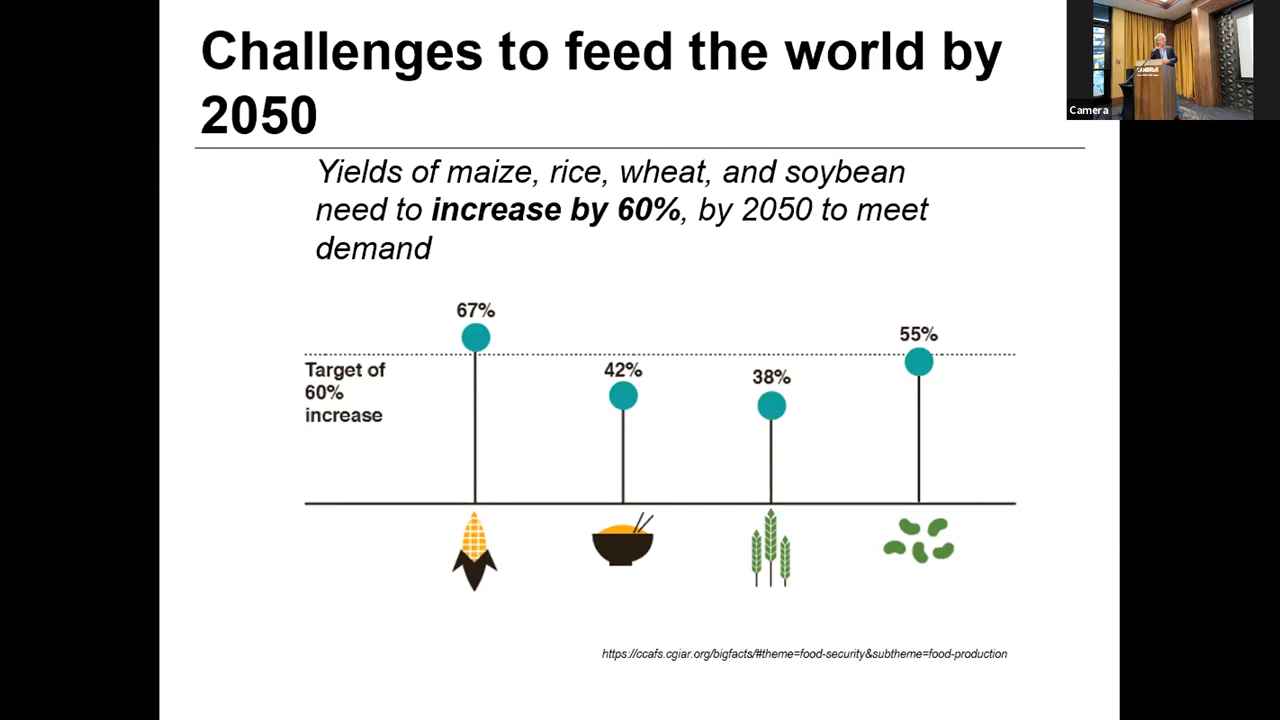 Challenges to feed the world by
2050
Camera
Yields of maize, rice, wheat, and soybean
need to increase by 60%, by 2050 to meet
demand
67%
42%
38%
55%
Target of
60%
increase
https://ccafs.cgiar.org/bigfacts/#theme=food-security&subtheme=food-production